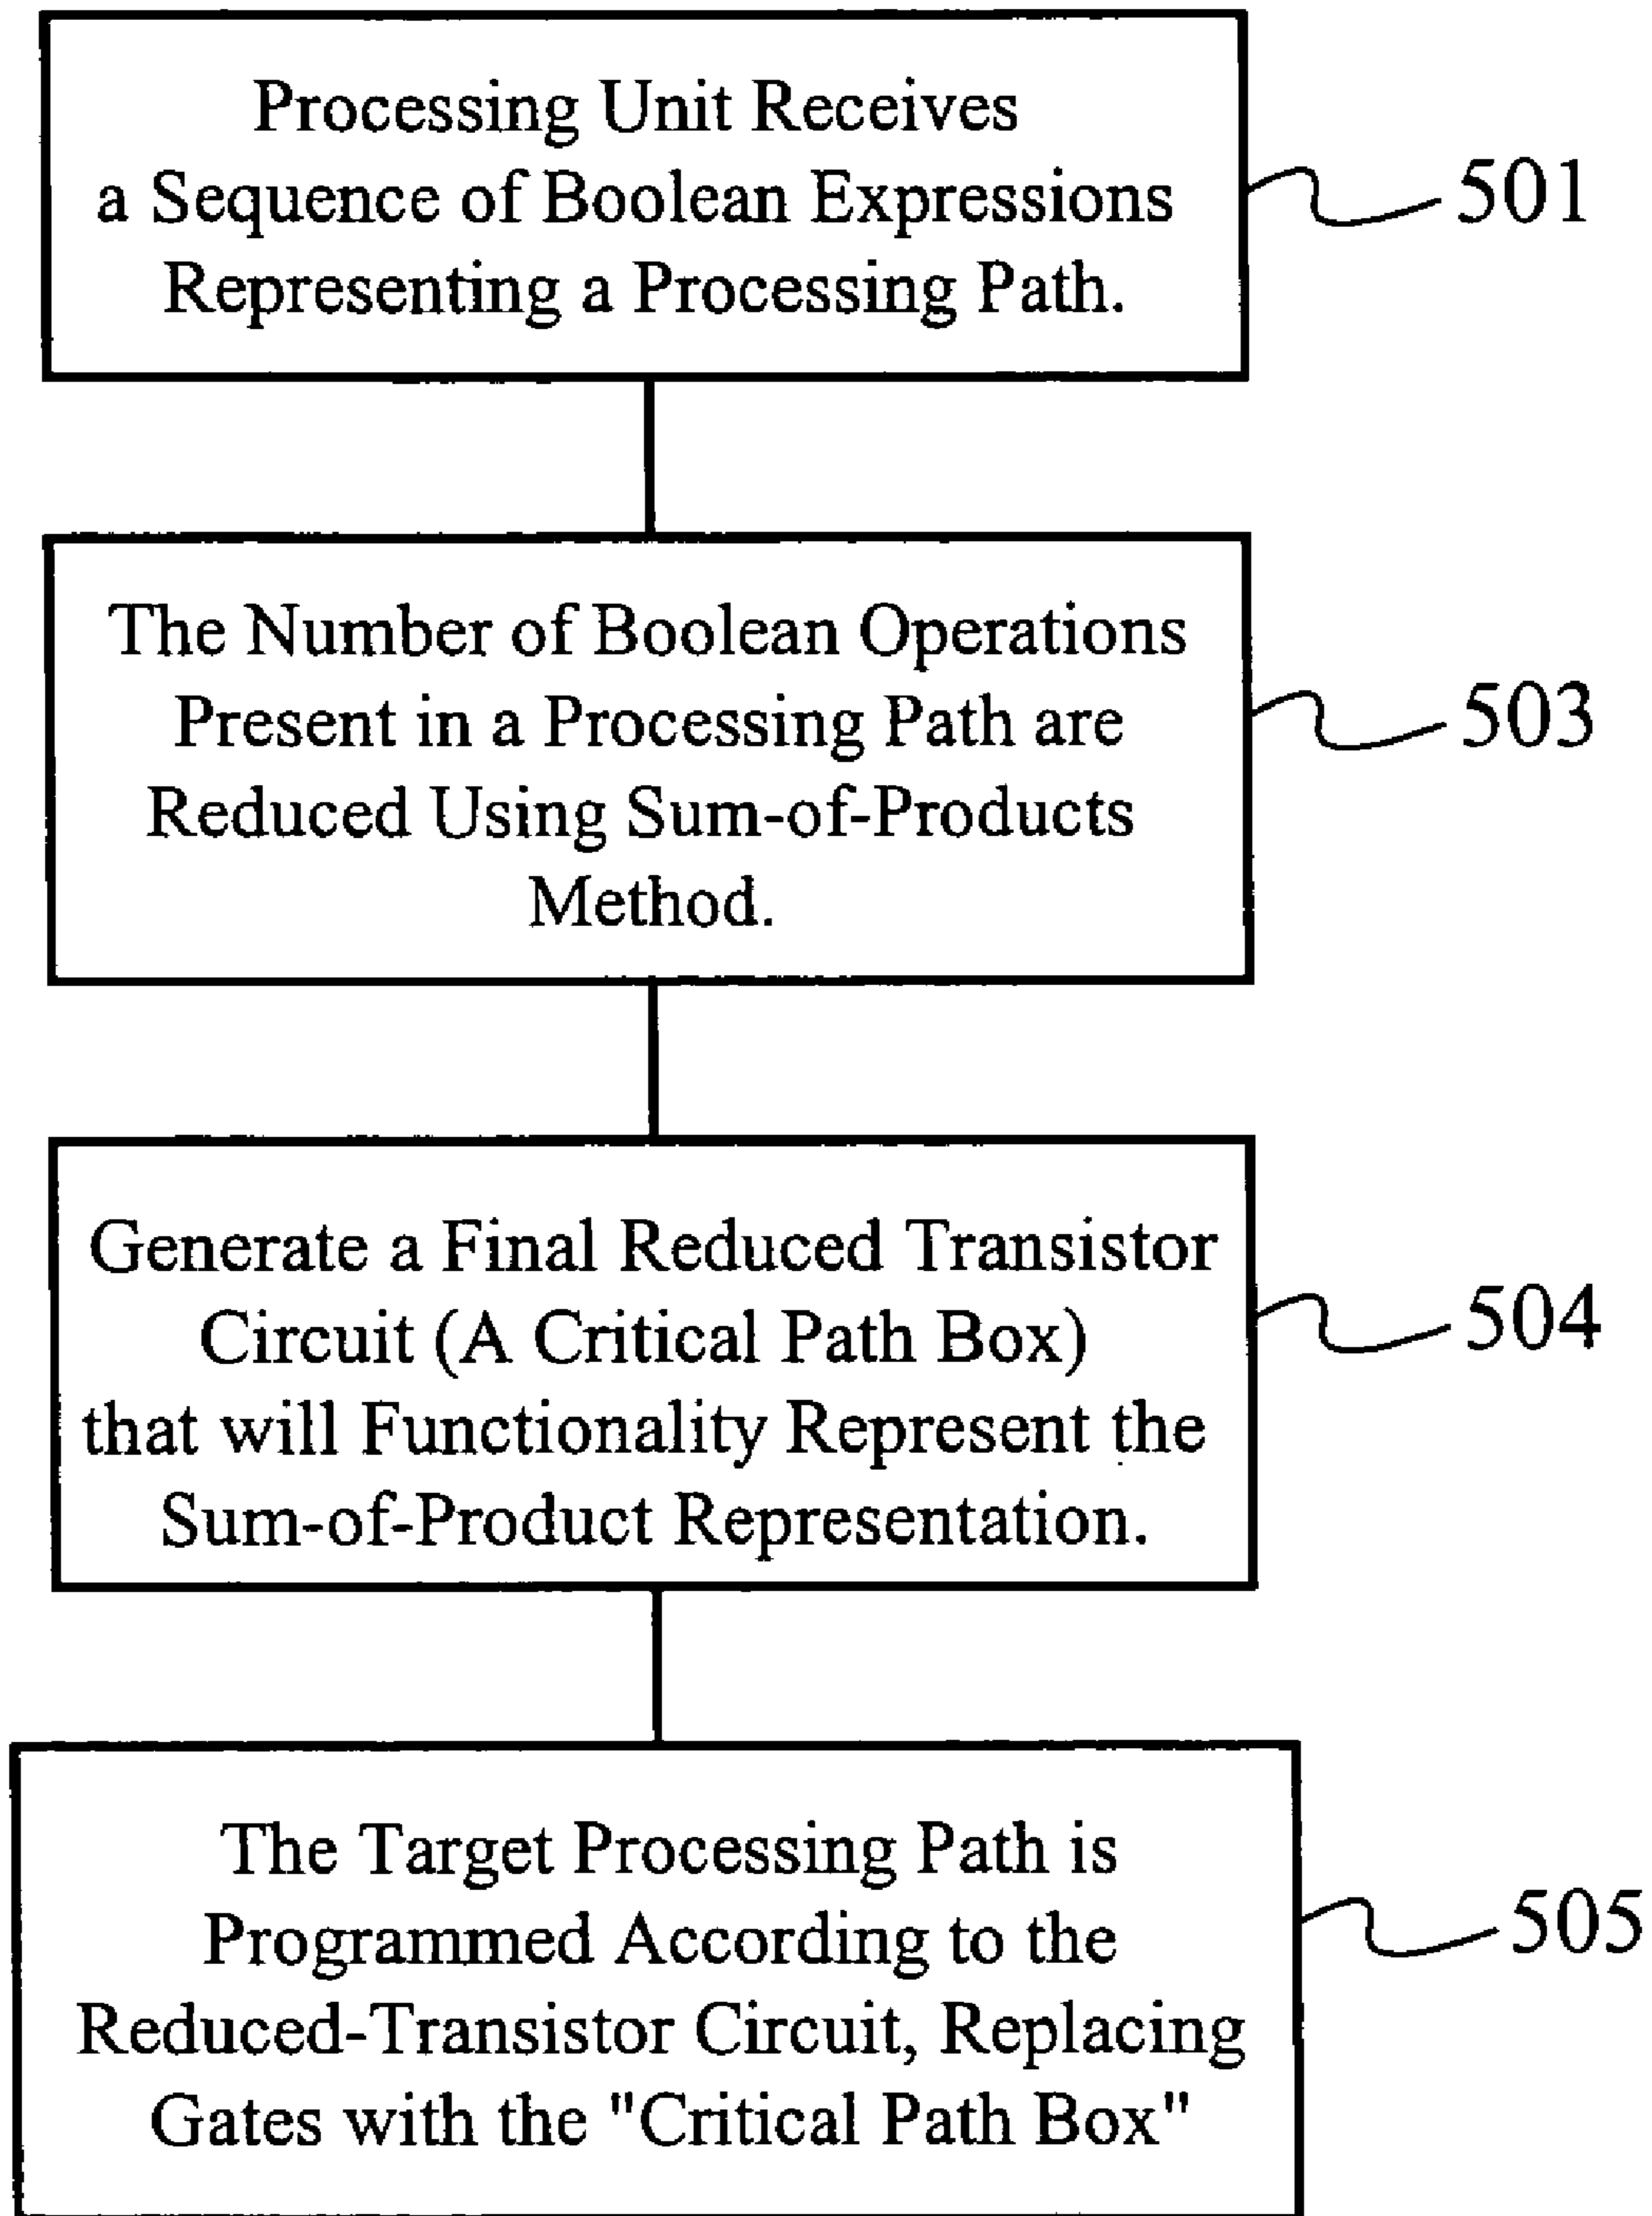 Processing Unit Receives
a Sequence of Boolean Expressions
Representing a Processing Path.
501
The Number of Boolean Operations
Present in a Processing Path are
Reduced Using Sum-of-Products
Method.
503
Generate a Final Reduced Transistor
Circuit (A Critical Path Box)
that will Functionality Represent the
Sum-of-Product Representation.
504
The Target Processing Path is
Programmed According to the
Reduced-Transistor Circuit, Replacing
Gates with the "Critical Path Box"
505